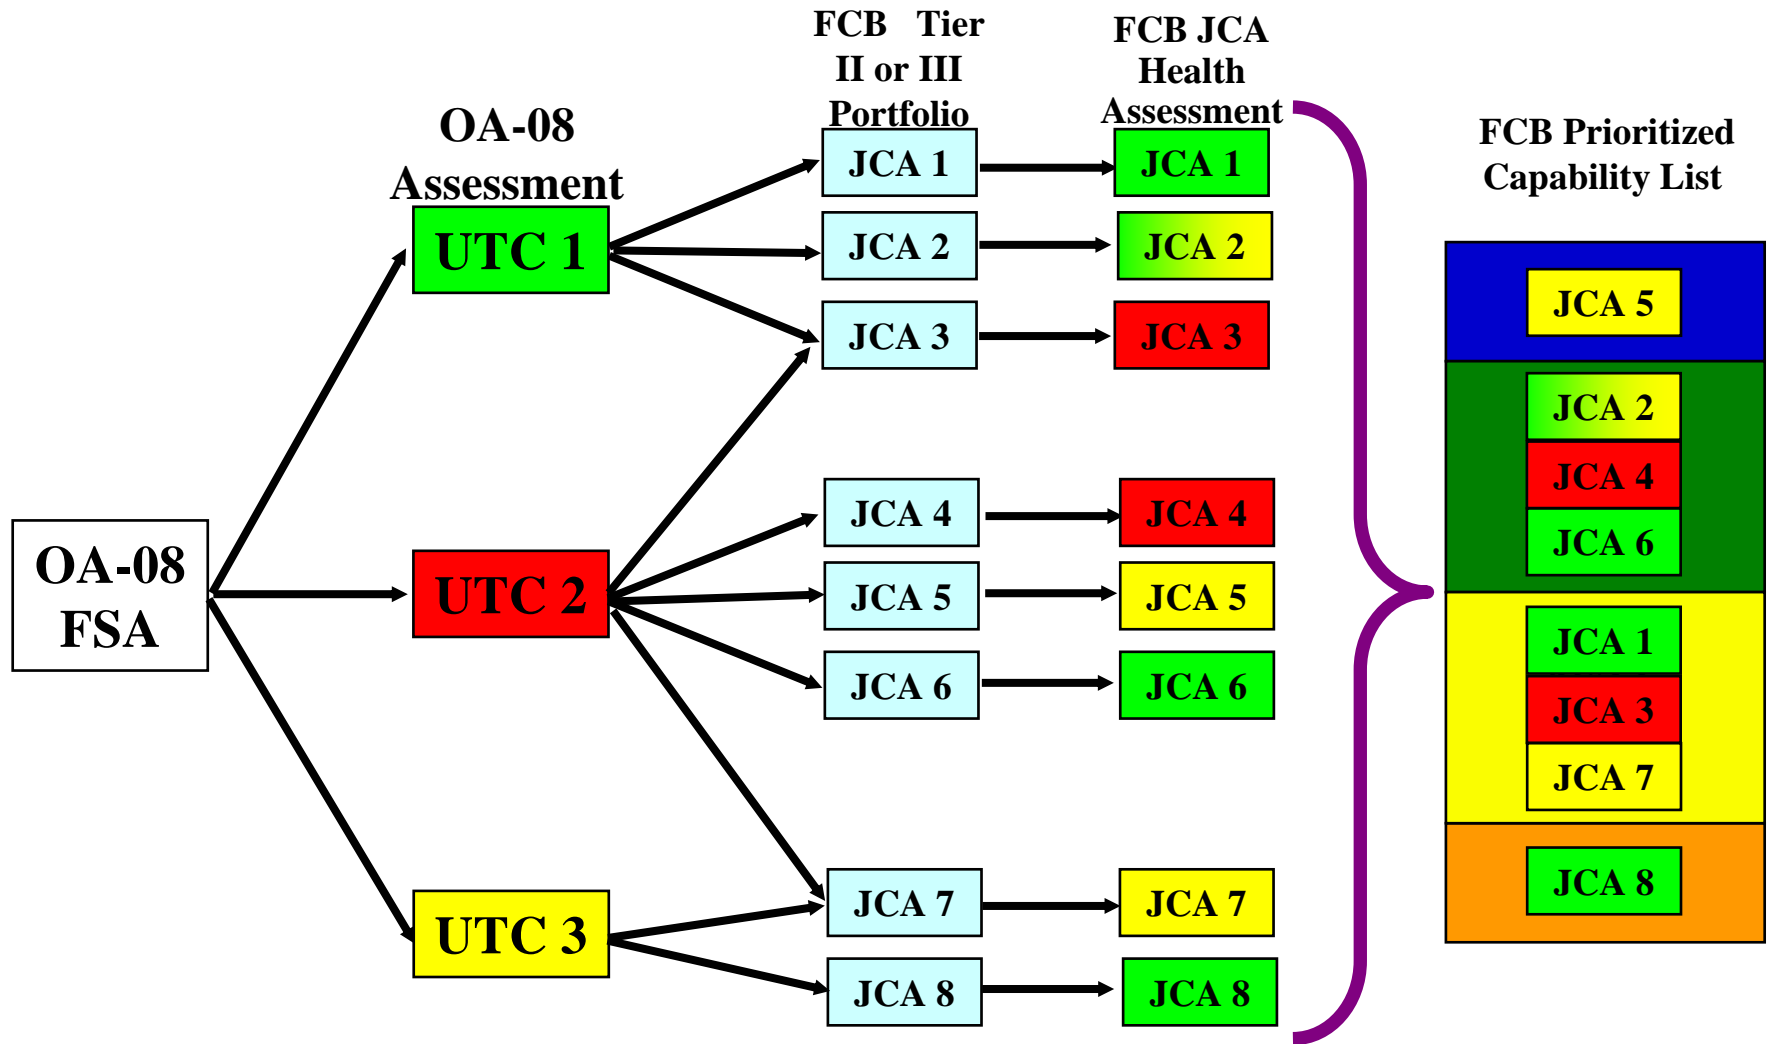 OA-08
FSA
OA-08
Assessment
UTC 1
UTC 2
UTC 3
FCB Tier
II or III
Portfolio
JCA 1
JCA 2
JCA 3
JCA 4
JCA 5
JCA 6
JCA 7
JCA 8
FCB JCA
Health
Assessment
JCA 1
JCA 2
JCA 3
JCA 4
JCA 5
JCA 6
JCA 7
JCA 8
FCB Prioritized
Capability List
JCA 5
JCA 2
JCA 4
JCA 6
JCA 1
JCA 3
JCA 7
JCA 8